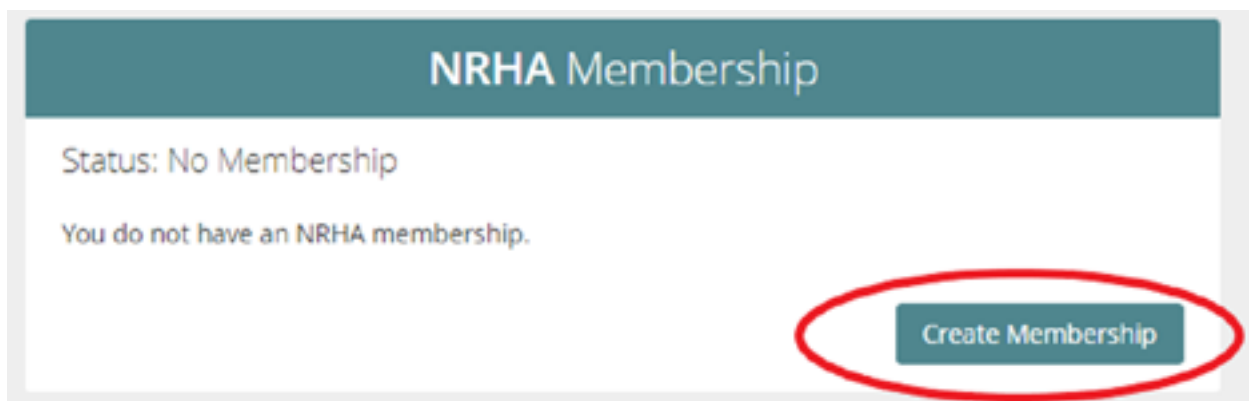 NRHA Membership
Status: No Membership
You do not have an NRHA membership.
Create Membership